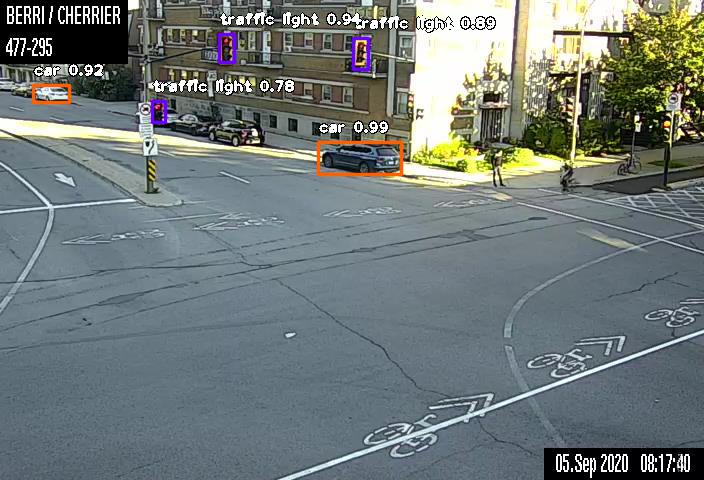 BERRI / CHERRIER
477-295
traffic light 0.94
traffic light 0.89
car 0.92
traffic light 0.78
car 0.99
05.Sep 2020 08:17:40